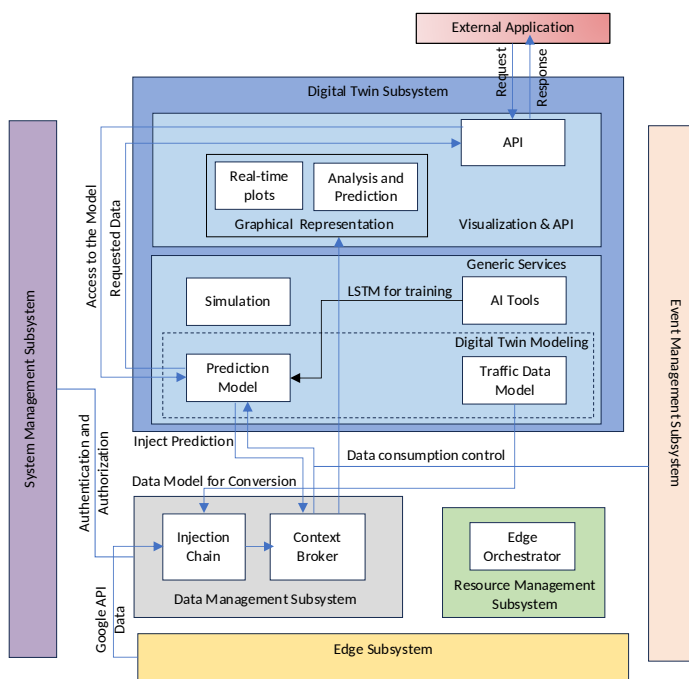 External Application
Request
Response
Digital Twin Subsystem
API
Real-time
plots
Analysis and
Prediction
Graphical Representation
Visualization & API
Access to the Model
Requested Data
Generic Services
Simulation
LSTM for training
AI Tools
Digital Twin Modeling
Prediction
Model
Traffic Data
Model
System Management Subsystem
Event Management
Subsystem
Inject Prediction
Data consumption control
Authentication and
Authorization
Data Model for Conversion
Injection
Chain
Context
Broker
Data Management Subsystem
Edge
Orchestrator
Resource Management
Subsystem
Google API
Data
Edge Subsystem